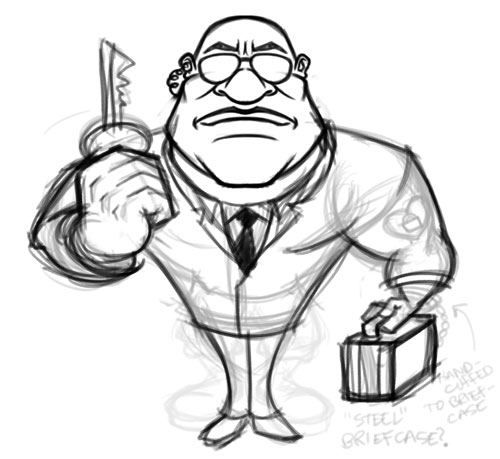 HAND-
CUFFED
TO BRIEF-
CASE
"STEEL"
BRIEFCASE?